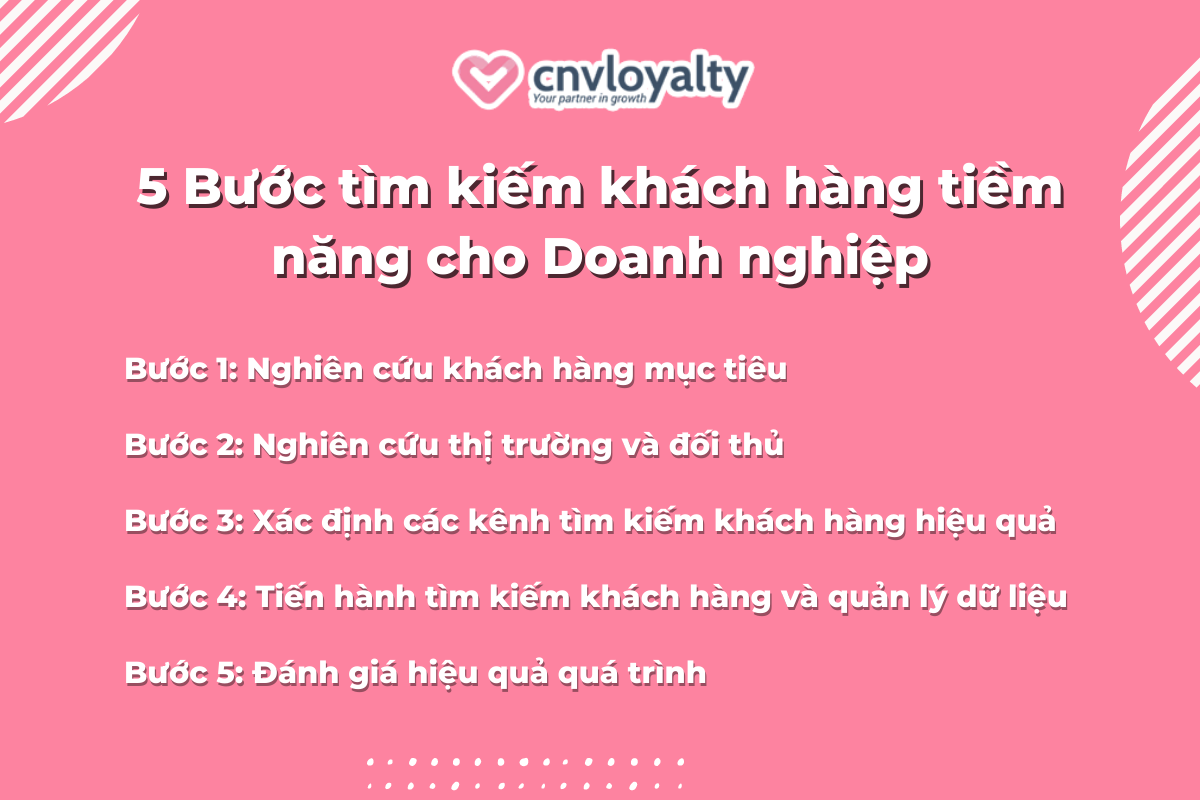 cnvloyalty
Your partner in growth
5 Bước tìm kiếm khách hàng tiềm
năng cho Doanh nghiệp
Bước 1: Nghiên cứu khách hàng mục tiêu
Bước 2: Nghiên cứu thị trường và đối thủ
Bước 3: Xác định các kênh tìm kiếm khách hàng hiệu quả
Bước 4: Tiến hành tìm kiếm khách hàng và quản lý dữ liệu
Bước 5: Đánh giá hiệu quả quá trình